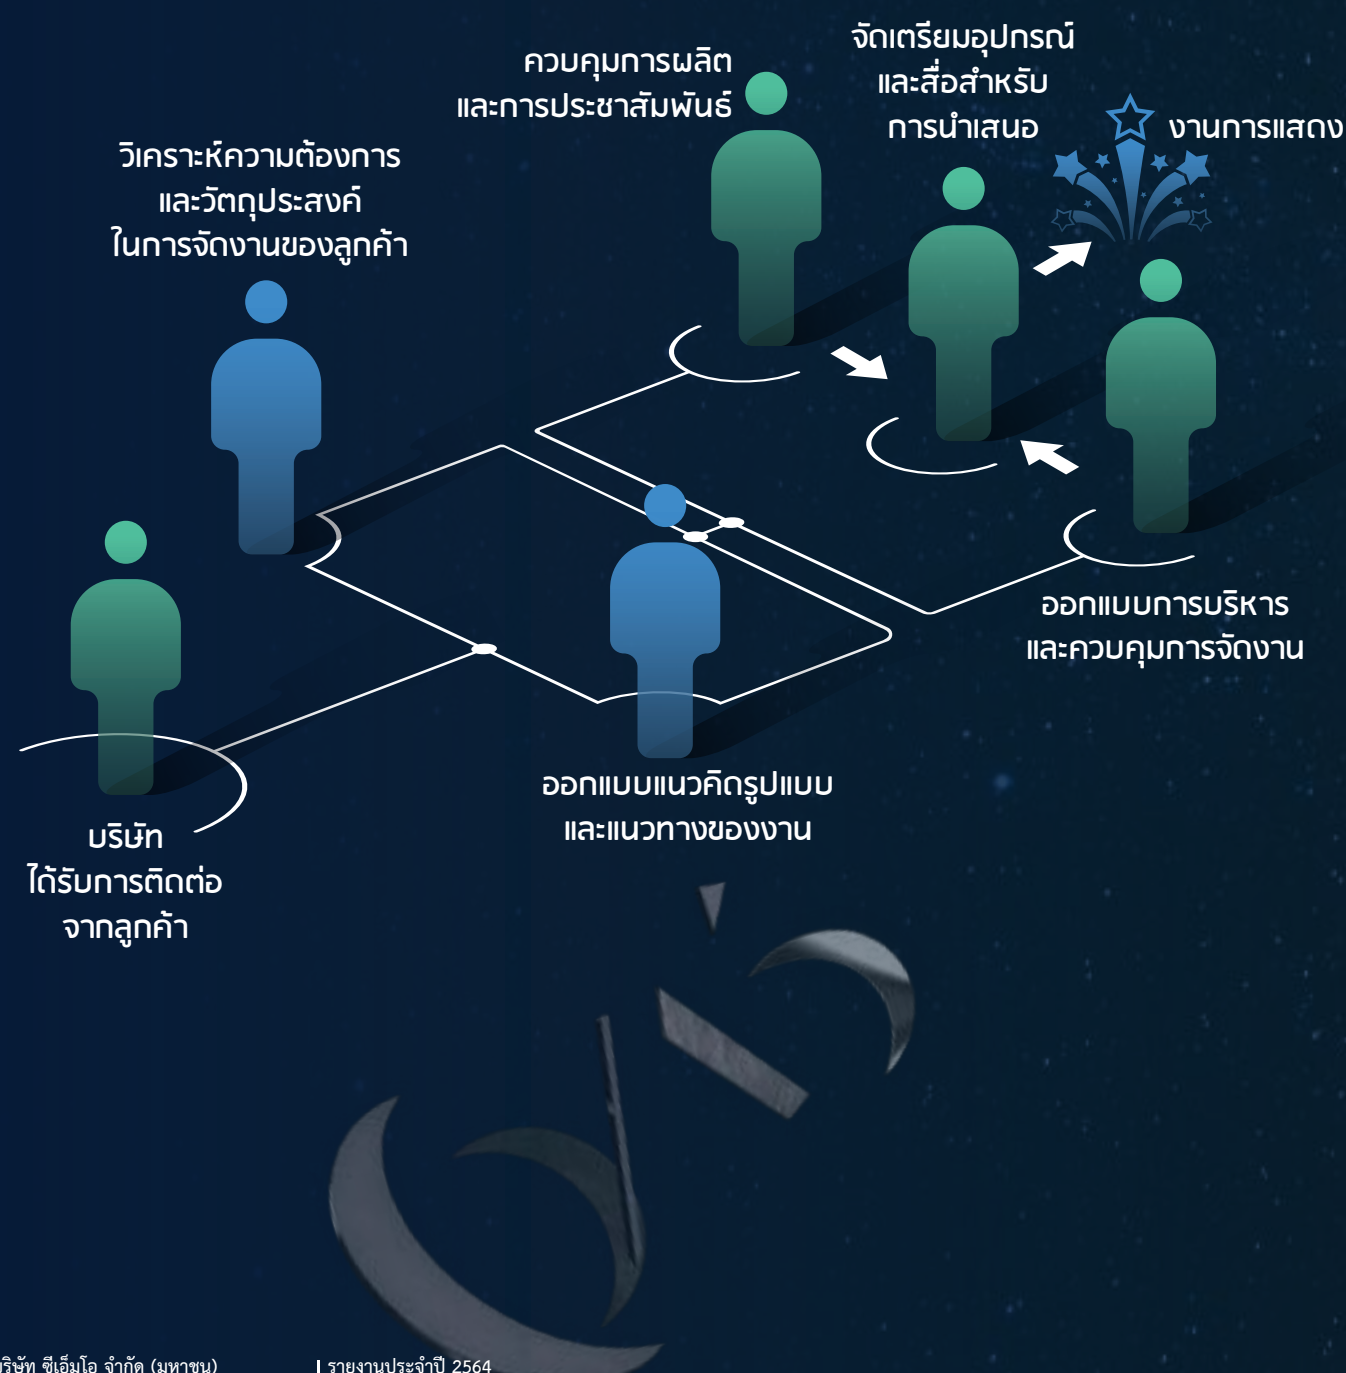 จัดเตรียมอุปกรณ์
และสื่อสำหรับ
การนำเสนอ
ควบคุมการผลิต
และการประชาสัมพันธ์
งานการแสดง
วิเคราะห์ความต้องการ
และวัตถุประสงค์
ในการจัดงานของลูกค้า
ออกแบบการบริหาร
และควบคุมการจัดงาน
ออกแบบแนวคิดรูปแบบ
และแนวทางของงาน
บริษัท
ได้รับการติดต่อ
จากลูกค้า
บริษัท ซีเอ็มโอ จำกัด (มหาชน)
รายงานประจำปี 2564